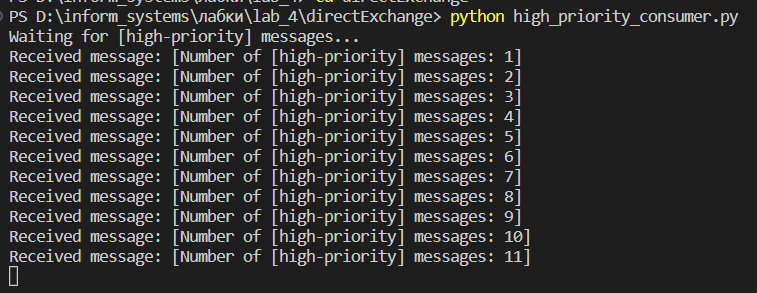 PS D:\inform_systems\лабки\lab_4\directExchange> python high_priority_consumer.py
Waiting for [high-priority] messages...
Received message: [Number of [high-priority] messages: 1]
Received message: [Number of [high-priority] messages: 2]
Received message: [Number of [high-priority] messages: 3]
Received message: [Number of [high-priority] messages: 4]
Received message: [Number of [high-priority] messages: 5]
Received message: [Number of [high-priority] messages: 6]
Received message: [Number of [high-priority] messages: 7]
Received message: [Number of [high-priority] messages: 8]
Received message: [Number of [high-priority] messages: 9]
Received message: [Number of [high-priority] messages: 10]
Received message: [Number of [high-priority] messages: 11]